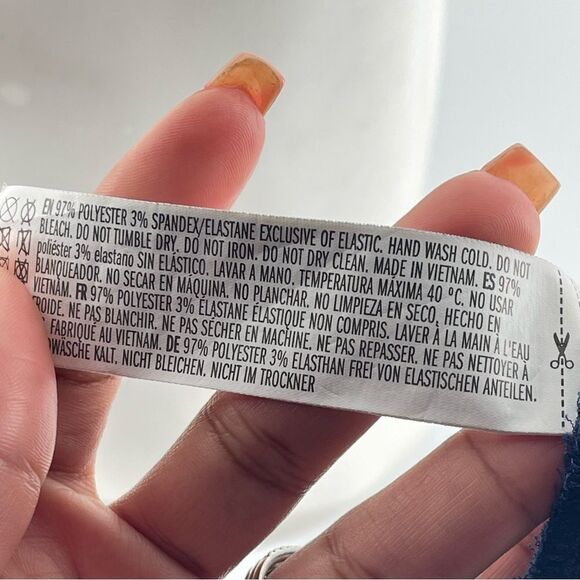 EN 97% POLYESTER 3% SPANDEX/ELASTANE EXCLUSIVE OF ELASTIC. HAND WASH COLD. DO NOT
BLEACH. DO NOT TUMBLE DRY. DO NOT IRON. DO NOT DRY CLEAN. MADE IN VIETNAM. ES 97%
poliéster 3% elastano SIN ELÁSTICO. LAVAR A MANO. TEMPERATURA MÁXIMA 40 ºC. NO USAR
BLANQUEADOR. NO SECAR EN MÁQUINA. NO PLANCHAR. NO LIMPIEZA EN SECO. HECHO EN
VIETNAM. FR 97% POLYESTER 3% ÉLASTANE ÉLASTIQUE NON COMPRIS. LAVER À LA MAIN À L'EAU
FROIDE. NE PAS BLANCHIR. NE PAS SÉCHER EN MACHINE. NE PAS REPASSER. NE PAS NETTOYER À
FABRIQUÉ AU VIETNAM. DE 97% POLYESTER 3% ELASTHAN FREI VON ELASTISCHEN ANTEILEN.
KALT, NICHT BLEICHEN, NICHT IM TROCKNER